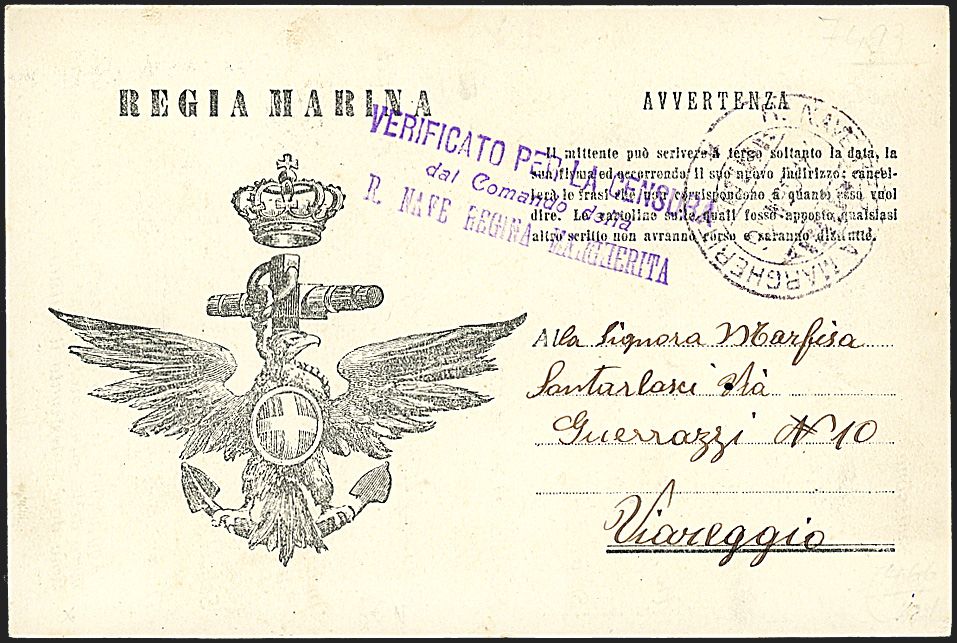 REGIA MARINA
AVVERTENZA
VERIFICATO PER LA CENSURA
dal Comando della
R. NAVE REGINA MARGHERITA
Il mittente può scrivere a tergo soltanto la data, la
sua firma ed occorrendo il suo nuovo indirizzo; cancel-
lerà le frasi che non corrispondono a quanto esso vuol
dire. Le cartoline sulle quali fosse apposto qualsiasi
altro scritto non avranno corso e saranno distrutte.
R. NAVE MARGHERITA
Alla Signora Marfisa
Santarlasci Via
Guerrazzi N 10
Viareggio